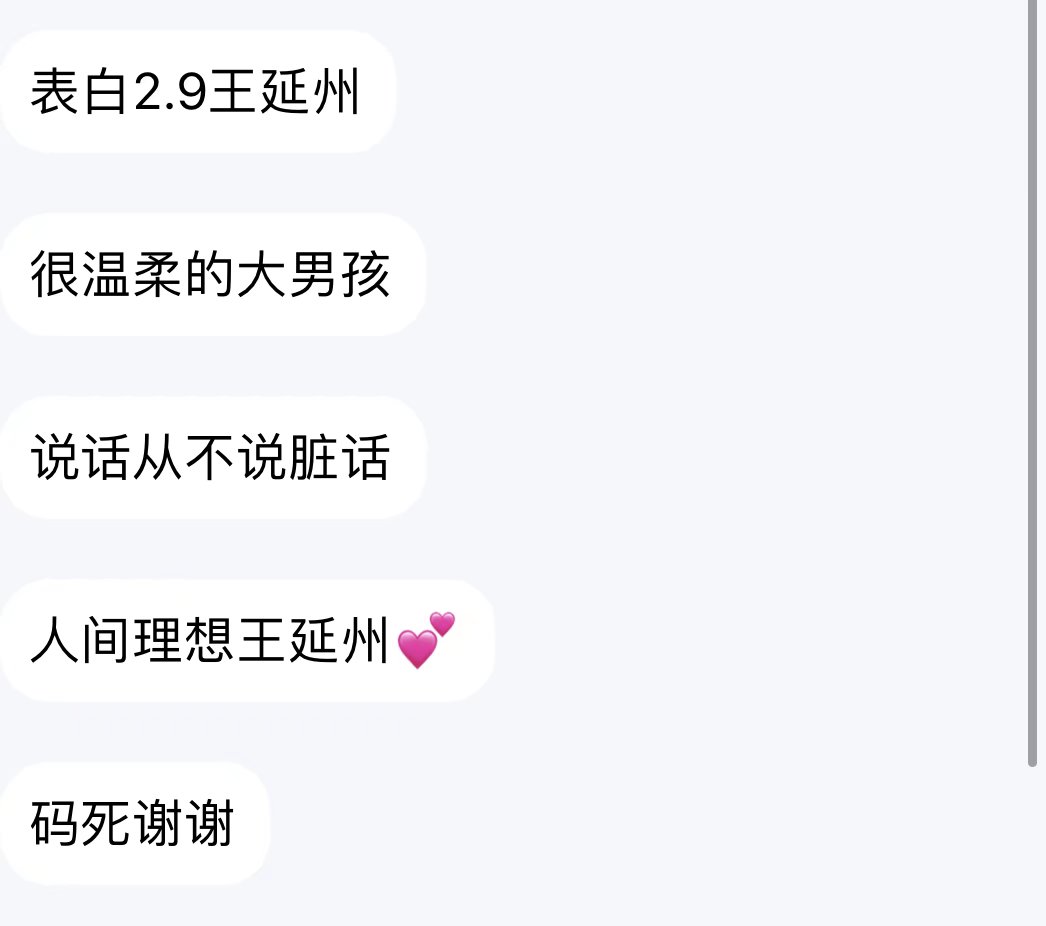 表白2.9王延州
很温柔的大男孩
说话从不说脏话
人间理想王延州💕
码死谢谢